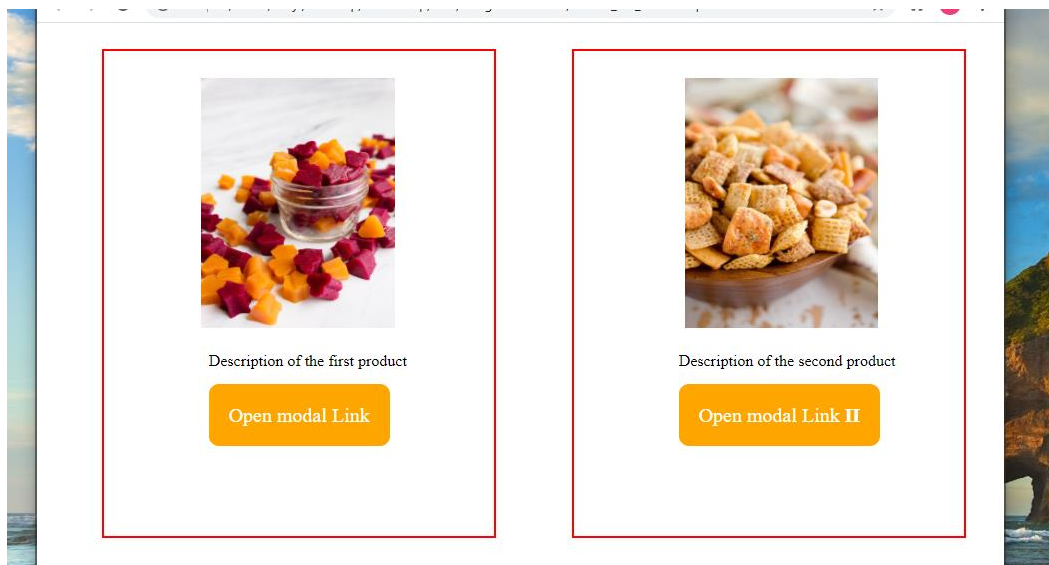 Description of the first product
Open modal Link
Description of the second product
Open modal Link II